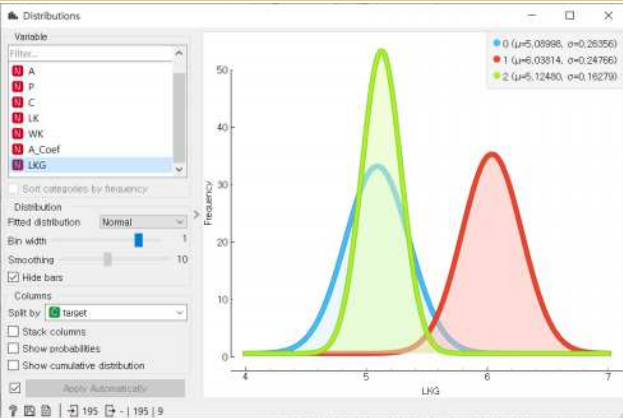 Distributions
Variable
Filter...
N A
N P
N C
N LK
N WK
N A_Coef
N LKG
Sort categories by frequency
Distribution
Fitted distribution Normal
Bin width 1
Smoothing 10
Hide bars
Columns
Split by C target
Stack columns
Show probabilities
Show cumulative distribution
Apply Automatically
? 195 - | 195 | 9
0 (μ=5,08998, σ=0,26356)
1 (μ=6,03814, σ=0,24766)
2 (μ=5,12480, σ=0,16279)
Frequency
50
40
30
20
10
0
4 5 6 7
LKG